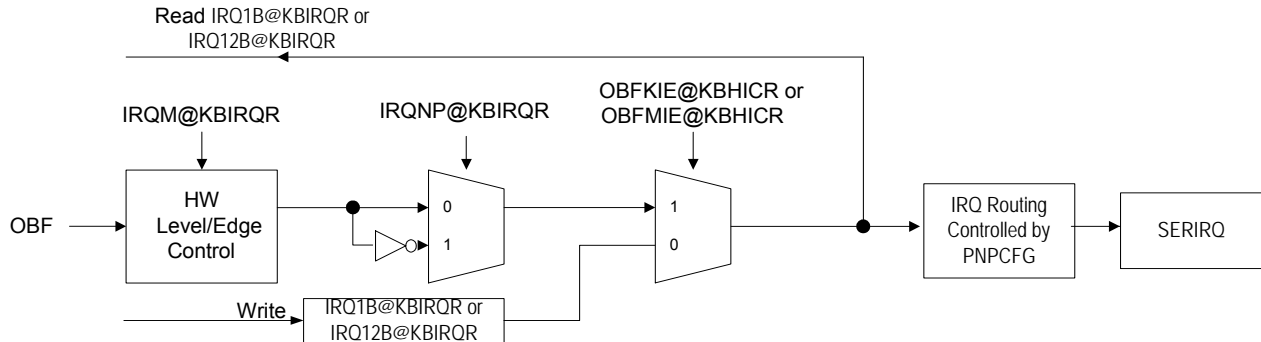 Read IRQ1B@KBIRQR or
IRQ12B@KBIRQR
IRQM@KBIRQR
IRQNP@KBIRQR
OBFKIE@KBHICR or
OBFMIE@KBHICR
OBF
HW
Level/Edge
Control
0
1
1
0
IRQ Routing
Controlled by
PNPCFG
SERIRQ
Write
IRQ1B@KBIRQR or
IRQ12B@KBIRQR